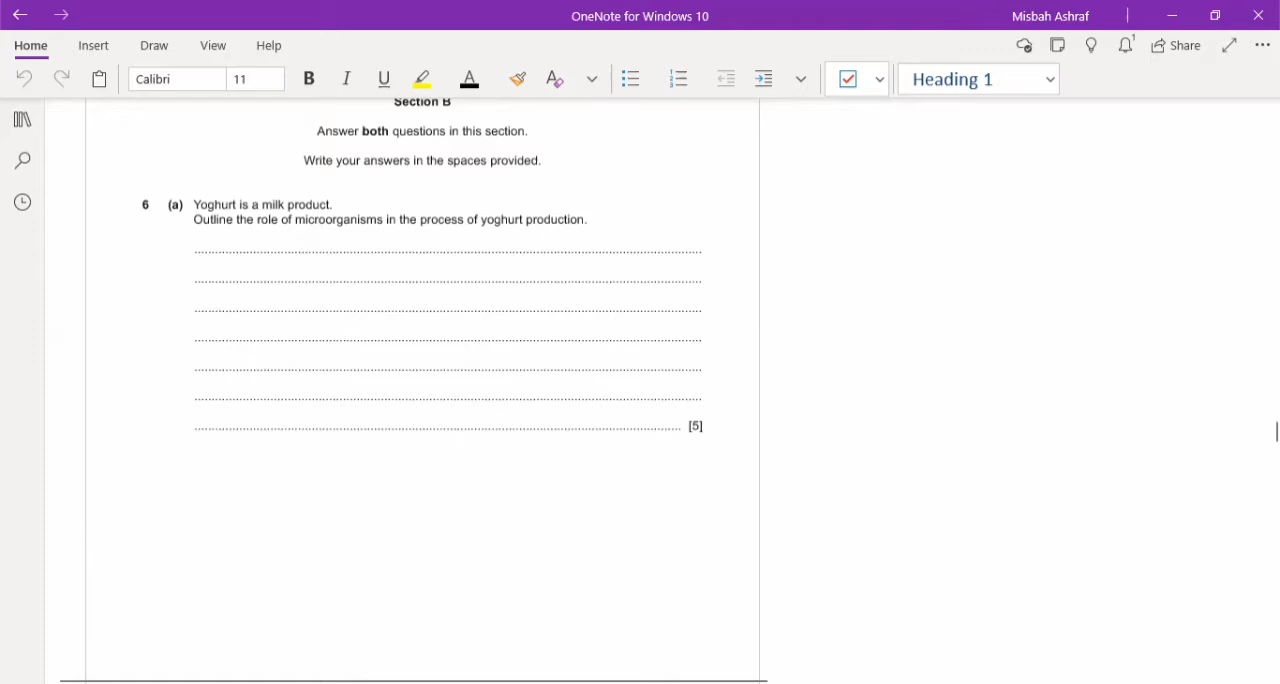 OneNote for Windows 10
Misbah Ashraf
Home Insert Draw View Help
1 Share
Calibri 11 B I U A A Heading 1
Section B
Answer both questions in this section.
Write your answers in the spaces provided.
6 (a) Yoghurt is a milk product.
Outline the role of microorganisms in the process of yoghurt production.
[5]